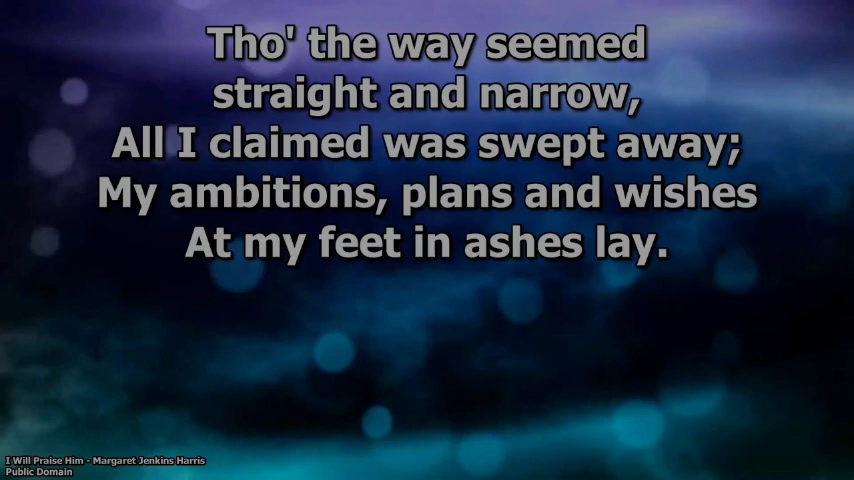 Tho' the way seemed
straight and narrow,
All I claimed was swept away;
My ambitions, plans and wishes
At my feet in ashes lay.
I Will Praise Him - Margaret Jenkins Harris
Public Domain